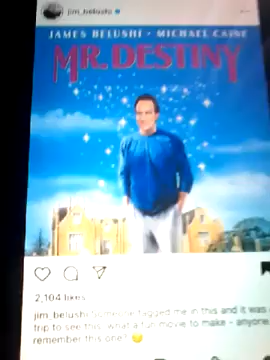 jim_belushi
JAMES BELUSHI • MICHAEL CAINE
MR. DESTINY
2,104 likes
jim_belushi Someone tagged me in this and it was a
trip to see this. what a fun movie to make - anyone
remember this one? 😏